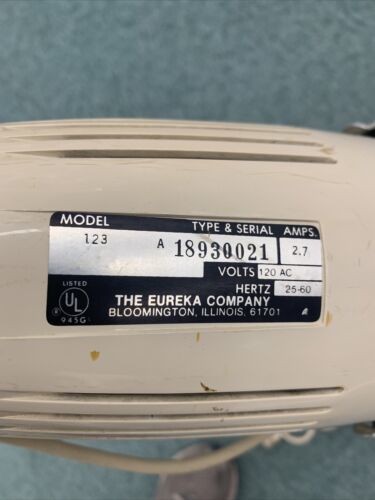 MODEL TYPE & SERIAL AMPS.
123 A 18930021 2.7
VOLTS 120 AC
HERTZ 25-60
LISTED
UL
®
945G
THE EUREKA COMPANY
BLOOMINGTON, ILLINOIS, 61701